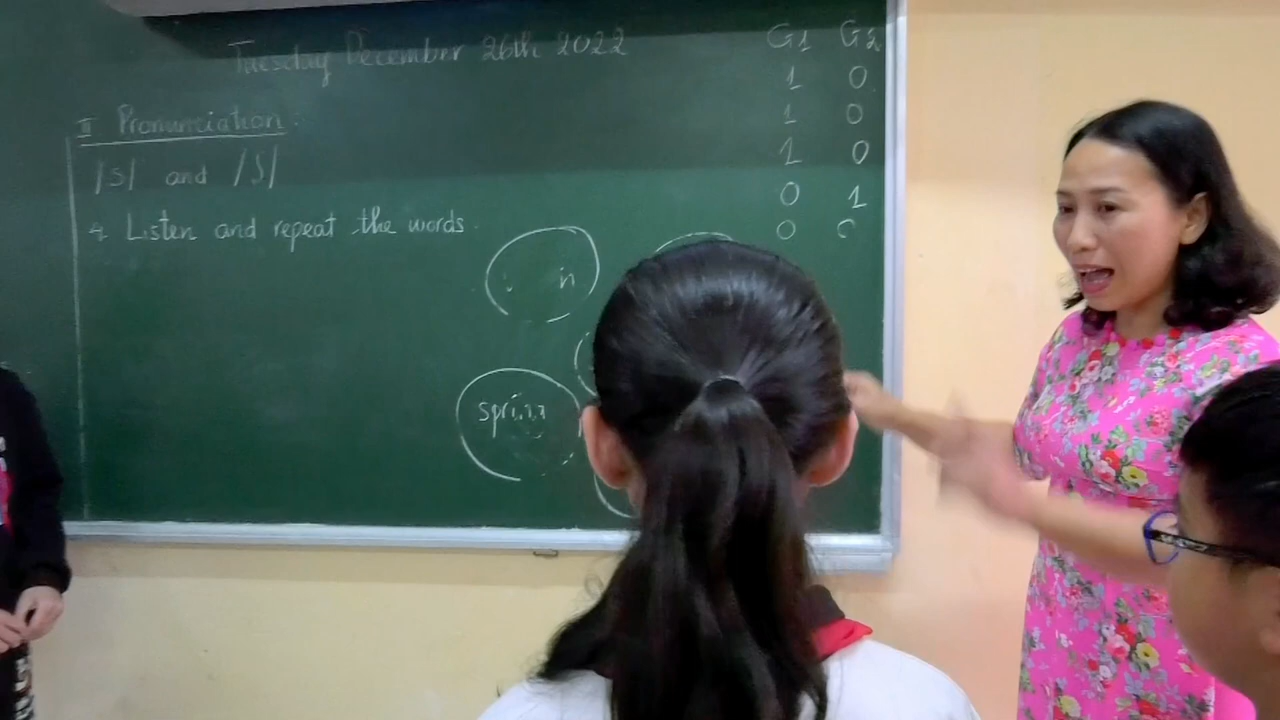 Tuesday December 26th 2022
II Pronunciation:
/s/ and /ʃ/
4. Listen and repeat the words.
G1 G2
1 0
1 0
1 0
0 1
0